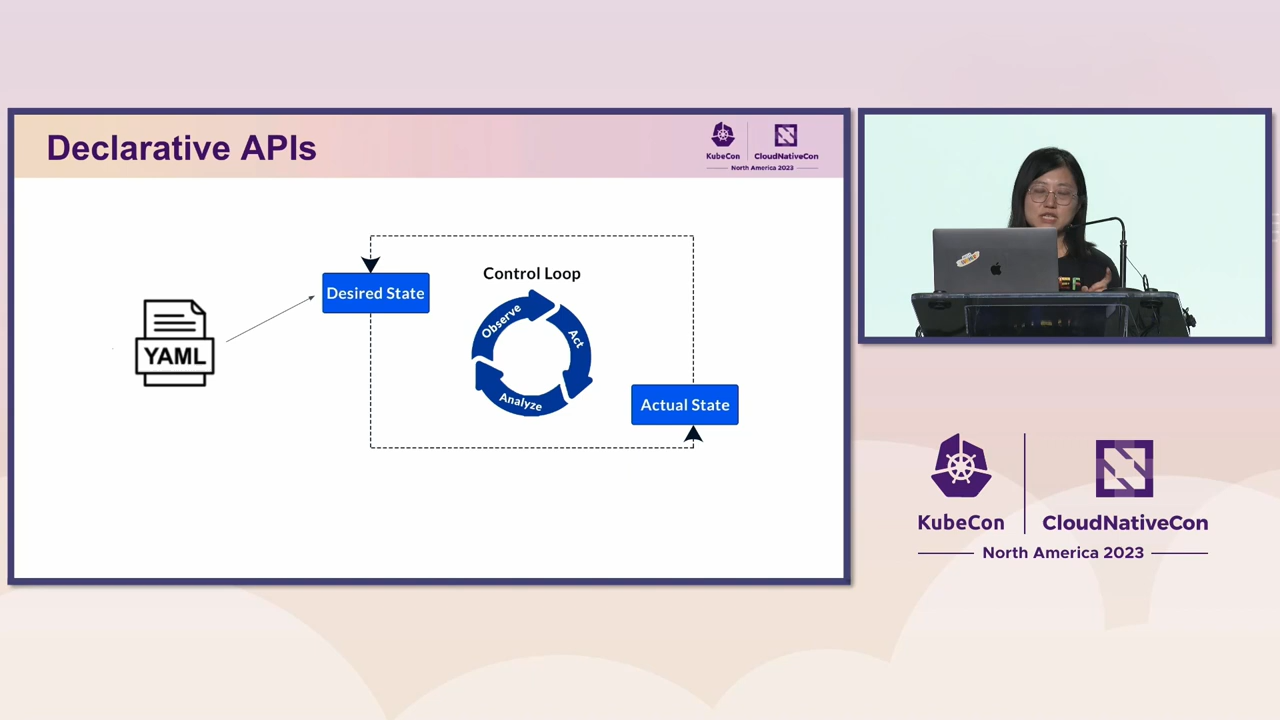 Declarative APIs
KubeCon
CloudNativeCon
North America 2023
Control Loop
Desired State
Observe
Act
YAML
Analyze
Actual State
KubeCon
CloudNativeCon
North America 2023